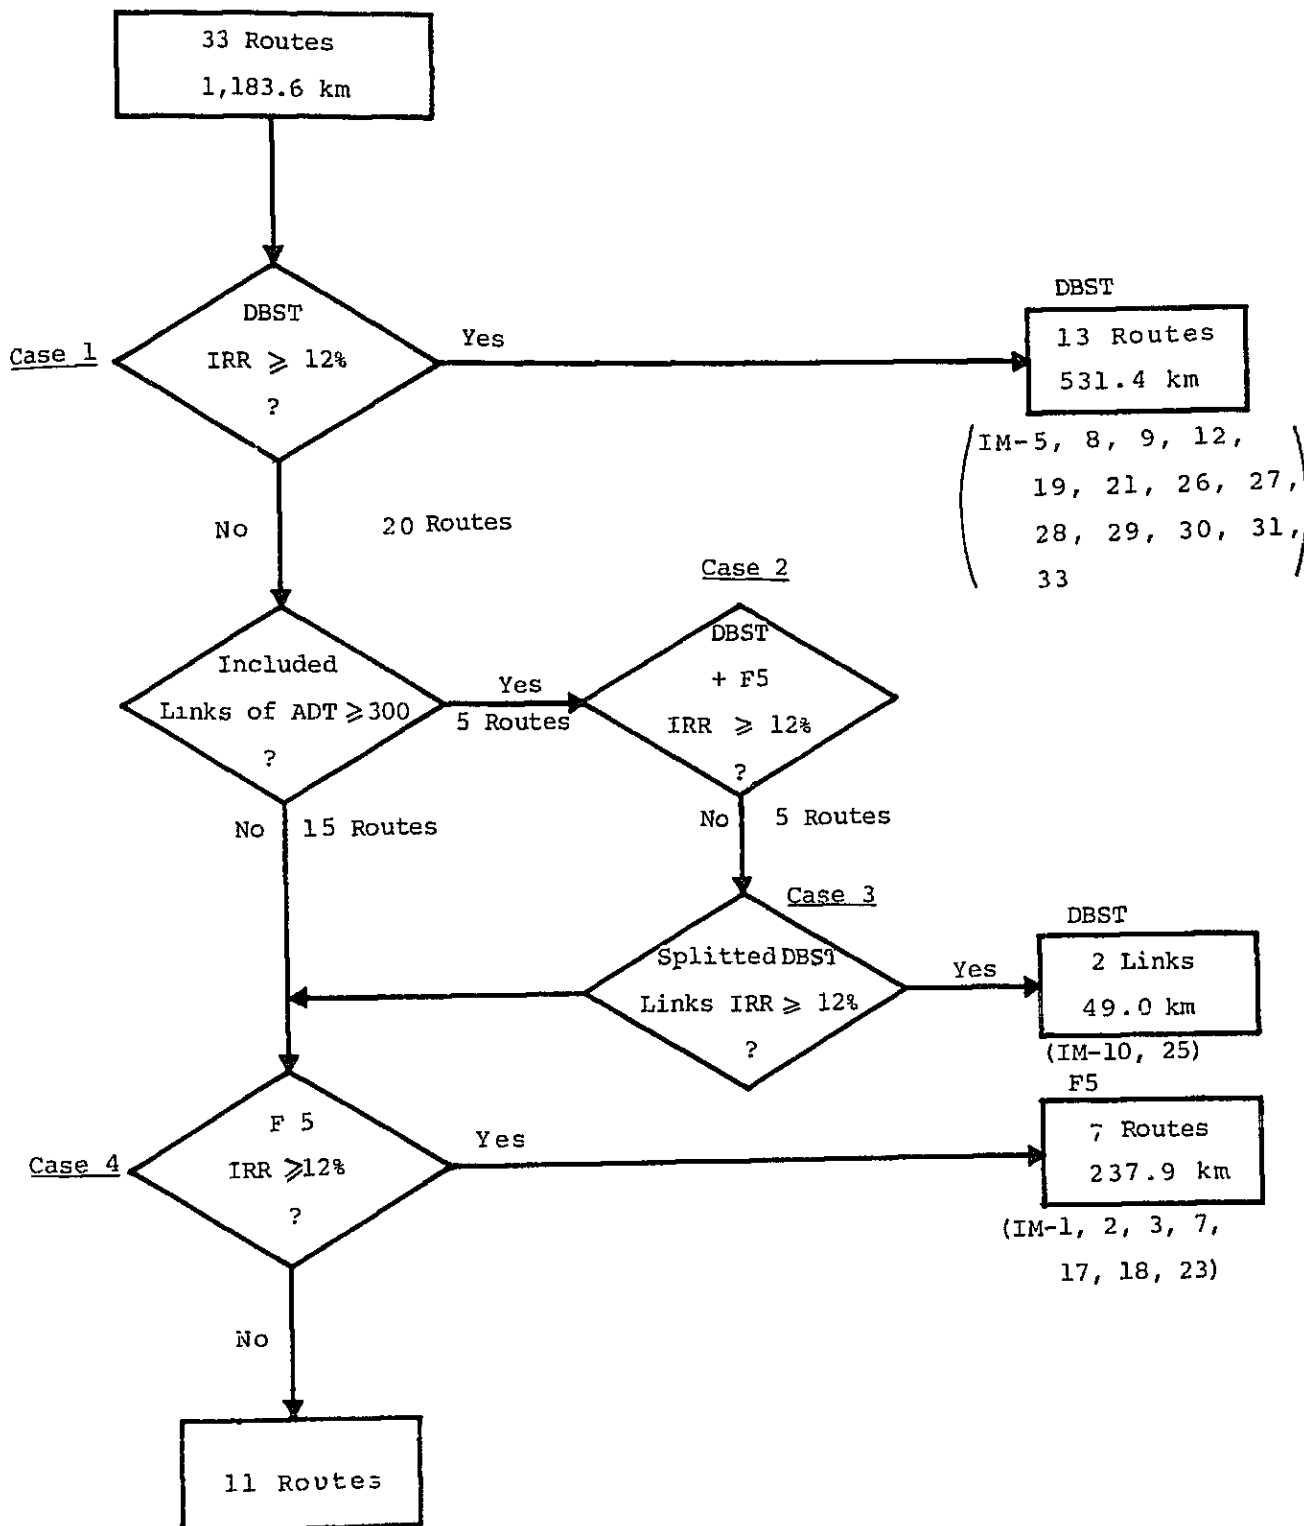 33 Routes
1,183.6 km
DBST
IRR ⩾ 12%
?
Case 1
Yes
DBST
13 Routes
531.4 km
(IM-5, 8, 9, 12,
19, 21, 26, 27,
28, 29, 30, 31,
33)
No
20 Routes
Included
Links of ADT ⩾300
?
Yes
5 Routes
Case 2
DBST
+ F5
IRR ⩾ 12%
?
No 15 Routes
No 5 Routes
Case 3
Splitted DBST
Links IRR ⩾ 12%
?
Yes
DBST
2 Links
49.0 km
(IM-10, 25)
Case 4
F 5
IRR ⩾12%
?
Yes
F5
7 Routes
237.9 km
(IM-1, 2, 3, 7,
17, 18, 23)
No
11 Routes